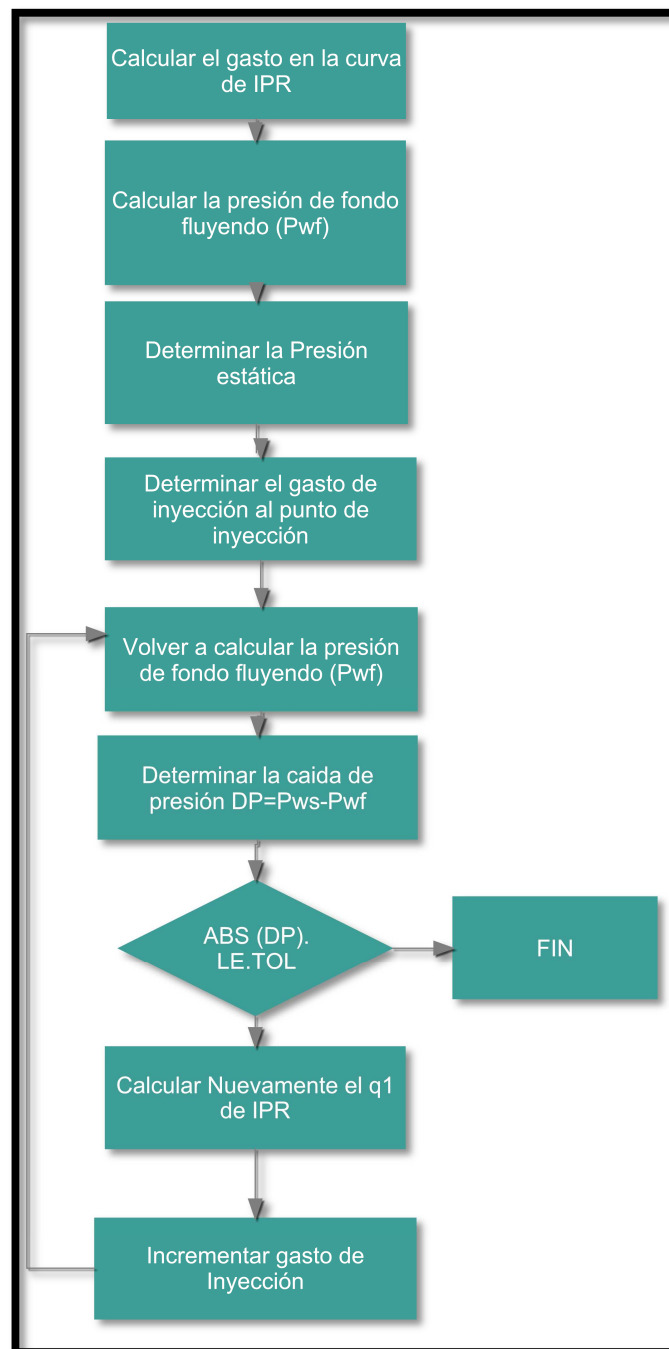 Calcular el gasto en la curva
de IPR
Calcular la presión de fondo
fluyendo (Pwf)
Determinar la Presión
estática
Determinar el gasto de
inyección al punto de
inyección
Volver a calcular la presión
de fondo fluyendo (Pwf)
Determinar la caida de
presión DP=Pws-Pwf
ABS (DP).
LE.TOL
FIN
Calcular Nuevamente el q1
de IPR
Incrementar gasto de
Inyección